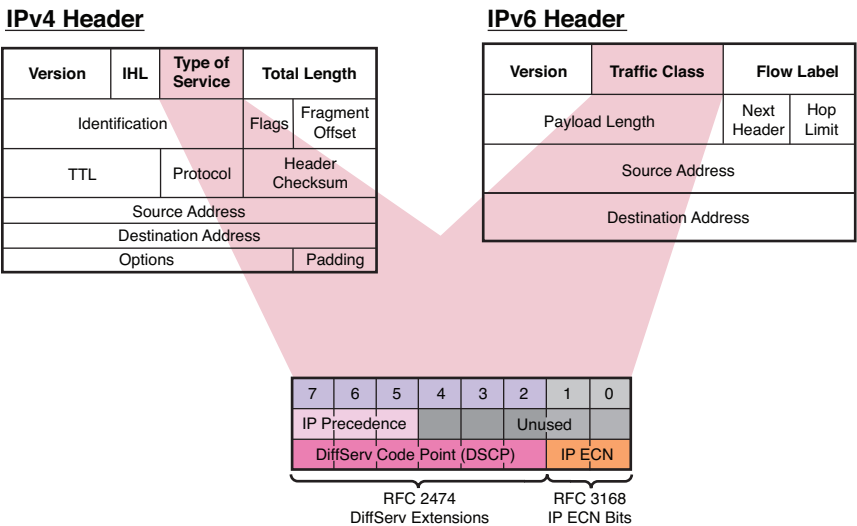 IPv4 Header
Version IHL Type of Service Total Length
Identification Flags Fragment Offset
TTL Protocol Header Checksum
Source Address
Destination Address
Options Padding
IPv6 Header
Version Traffic Class Flow Label
Payload Length Next Header Hop Limit
Source Address
Destination Address
7 6 5 4 3 2 1 0
IP Precedence Unused
DiffServ Code Point (DSCP) IP ECN
RFC 2474 RFC 3168
DiffServ Extensions IP ECN Bits